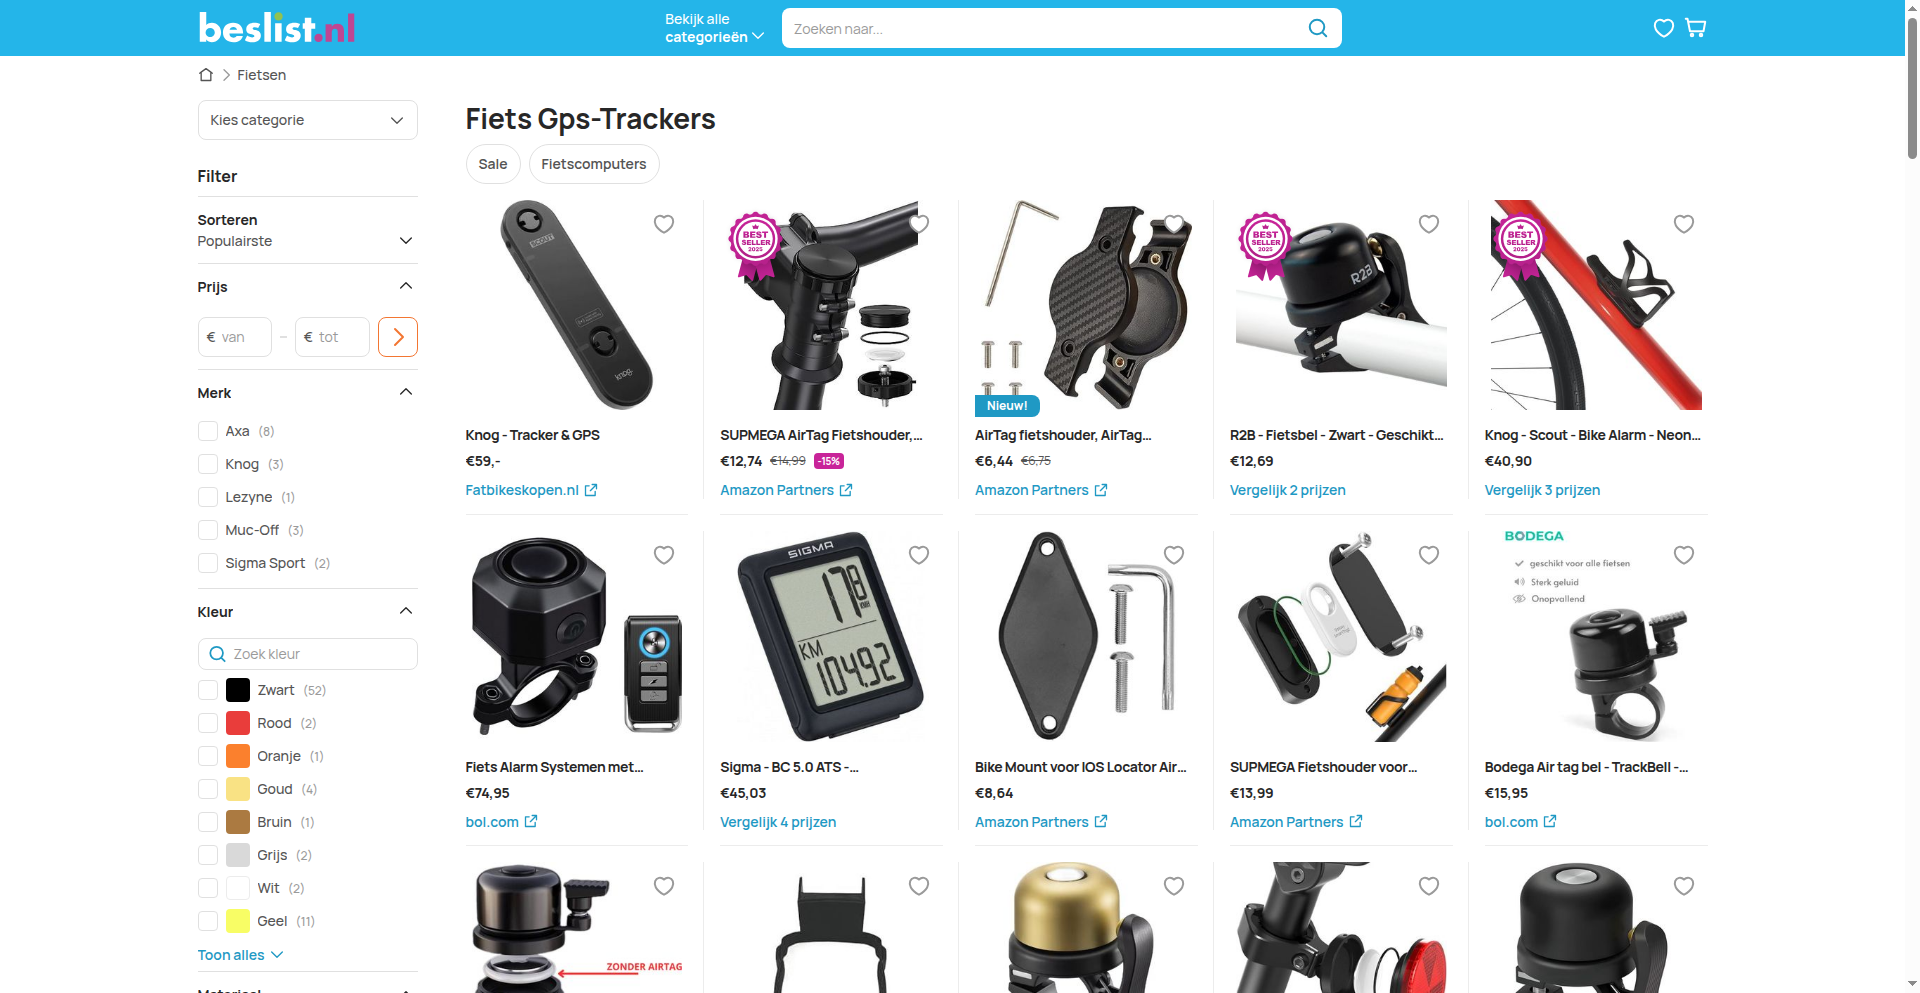 beslist.nl
Bekijk alle
categorieën
Zoeken naar...
Fietsen
Kies categorie
Filter
Sorteren
Populairste
Prijs
€ van
–
€ tot
Merk
Axa (8)
Knog (3)
Lezyne (1)
Muc-Off (3)
Sigma Sport (2)
Kleur
Zoek kleur
Zwart (52)
Rood (2)
Oranje (1)
Goud (4)
Bruin (1)
Grijs (2)
Wit (2)
Geel (11)
Toon alles
Fiets Gps-Trackers
Sale
Fietscomputers
SCOUT
knog.
Knog - Tracker & GPS
€59,-
Fatbikeskopen.nl
BEST
SELLER
2025
SUPMEGA AirTag Fietshouder,...
€12,74 €14,99 -15%
Amazon Partners
Nieuw!
AirTag fietshouder, AirTag...
€6,44 €6,75
Amazon Partners
BEST
SELLER
2025
R2B
R2B - Fietsbel - Zwart - Geschikt...
€12,69
Vergelijk 2 prijzen
BEST
SELLER
2025
Knog - Scout - Bike Alarm - Neon...
€40,90
Vergelijk 3 prijzen
Fiets Alarm Systemen met...
€74,95
bol.com
SIGMA
178
KM
104.92
Sigma - BC 5.0 ATS -...
€45,03
Vergelijk 4 prijzen
Bike Mount voor IOS Locator Air...
€8,64
Amazon Partners
SUPMEGA Fietshouder voor...
€13,99
Amazon Partners
BODEGA
geschikt voor alle fietsen
Sterk geluid
Onopvallend
Bodega Air tag bel - TrackBell -...
€15,95
bol.com
ZONDER AIRTAG